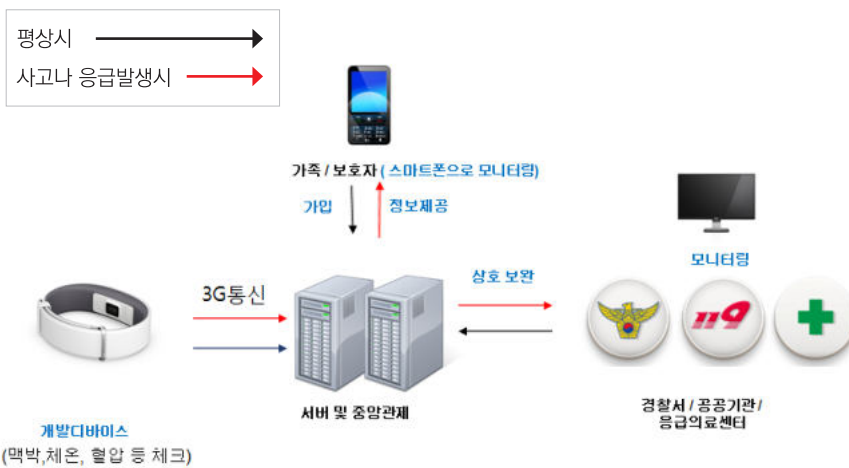 평상시
사고나 응급발생시
가족 / 보호자 ( 스마트폰으로 모니터링)
가입
정보제공
모니터링
3G통신
상호 보완
119
서버 및 중앙관제
경찰서 / 공공기관 /
응급의료센터
개발디바이스
(맥박,체온, 혈압 등 체크)